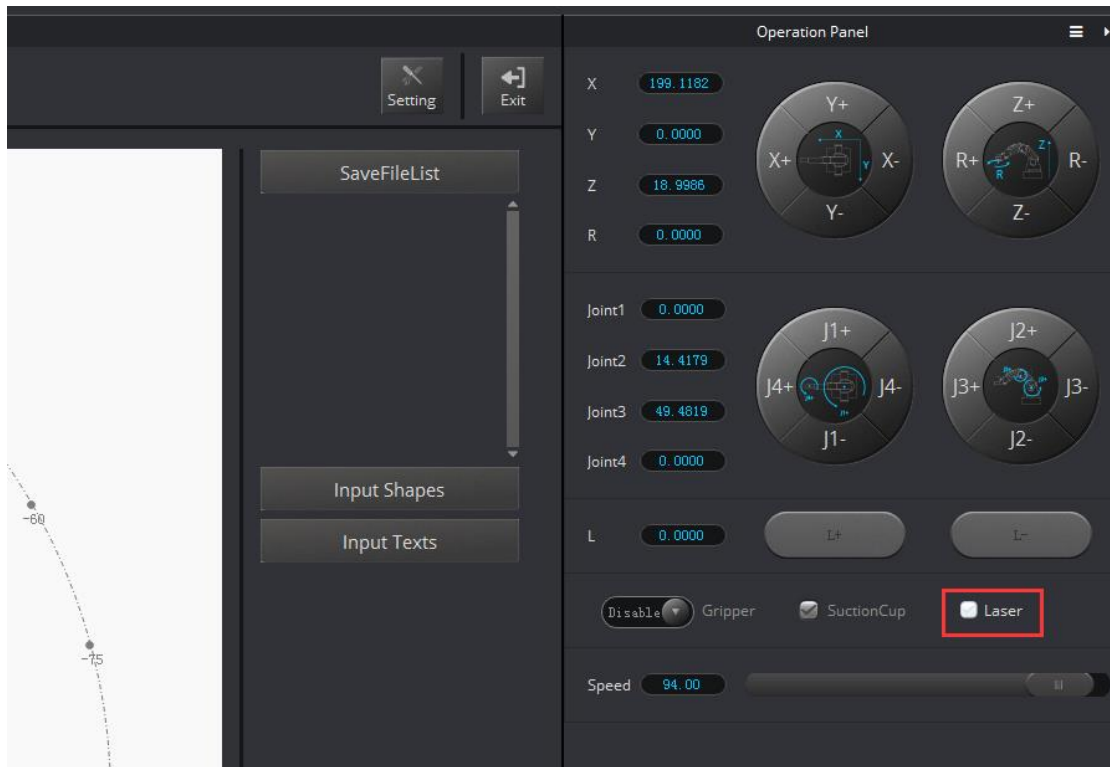 Operation Panel
Setting
Exit
SaveFileList
Input Shapes
Input Texts
-60
-75
X 199.1182
Y 0.0000
Z 18.9986
R 0.0000
Y+
X+ X-
Y-
X
Y
Z+
R+ R-
Z-
Z
R
Joint1 0.0000
Joint2 14.4179
Joint3 49.4819
Joint4 0.0000
J1+
J4+ J4-
J1-
J2+
J3+ J3-
J2-
L 0.0000 L+ L-
Disable Gripper SuctionCup Laser
Speed 94.00